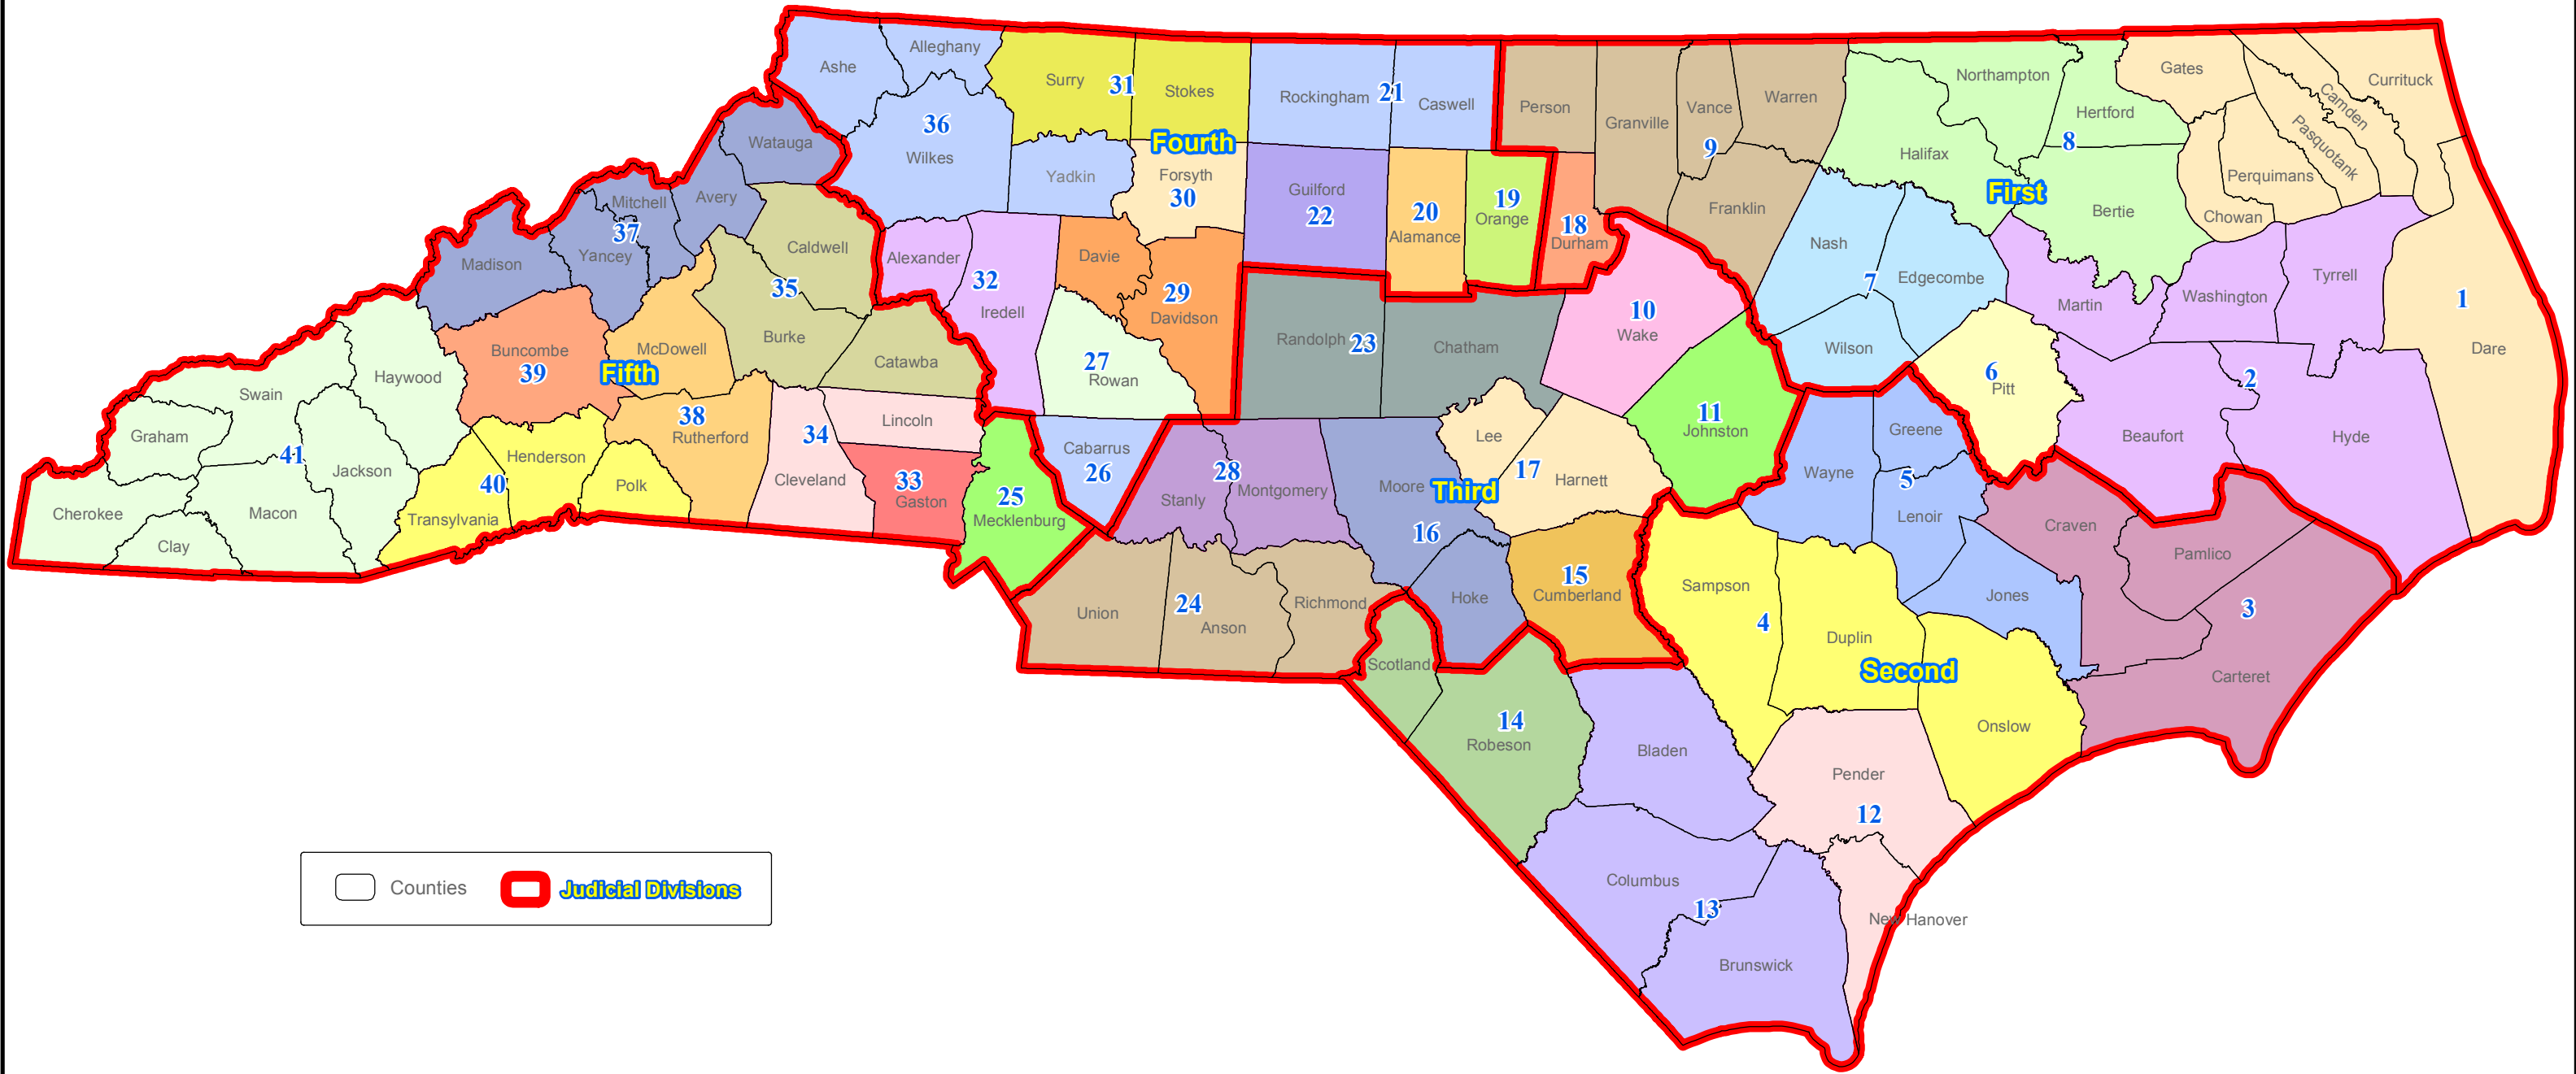 Alleghany
Ashe
Surry
31
Stokes
Rockingham
21
Caswell
Person
Granville
Vance
Warren
9
Northampton
Hertford
Halifax
8
First
Bertie
Gates
Currituck
Camden
Pasquotank
Perquimans
Chowan
36
Wilkes
Watauga
Yadkin
Fourth
Forsyth
30
Guilford
22
20
Alamance
19
Orange
18
Durham
Franklin
Nash
Edgecombe
7
Wilson
Martin
Washington
Tyrrell
1
Dare
Mitchell
Avery
37
Yancey
Madison
Caldwell
35
Burke
Catawba
Alexander
32
Iredell
Davie
29
Davidson
27
Rowan
Randolph
23
Chatham
10
Wake
11
Johnston
6
Pitt
2
Beaufort
Hyde
Buncombe
39
Fifth
McDowell
38
Rutherford
Haywood
Swain
Graham
41
Jackson
Cherokee
Macon
Clay
40
Henderson
Transylvania
Polk
34
Cleveland
Lincoln
33
Gaston
25
Mecklenburg
Cabarrus
26
28
Stanly
Montgomery
Moore
Third
16
Lee
17
Harnett
Wayne
Greene
5
Lenoir
Craven
Pamlico
3
Carteret
Jones
Union
24
Anson
Richmond
Hoke
15
Cumberland
Sampson
4
Duplin
Second
Onslow
Scotland
14
Robeson
Bladen
Pender
12
Columbus
13
New Hanover
Brunswick
Counties
Judicial Divisions